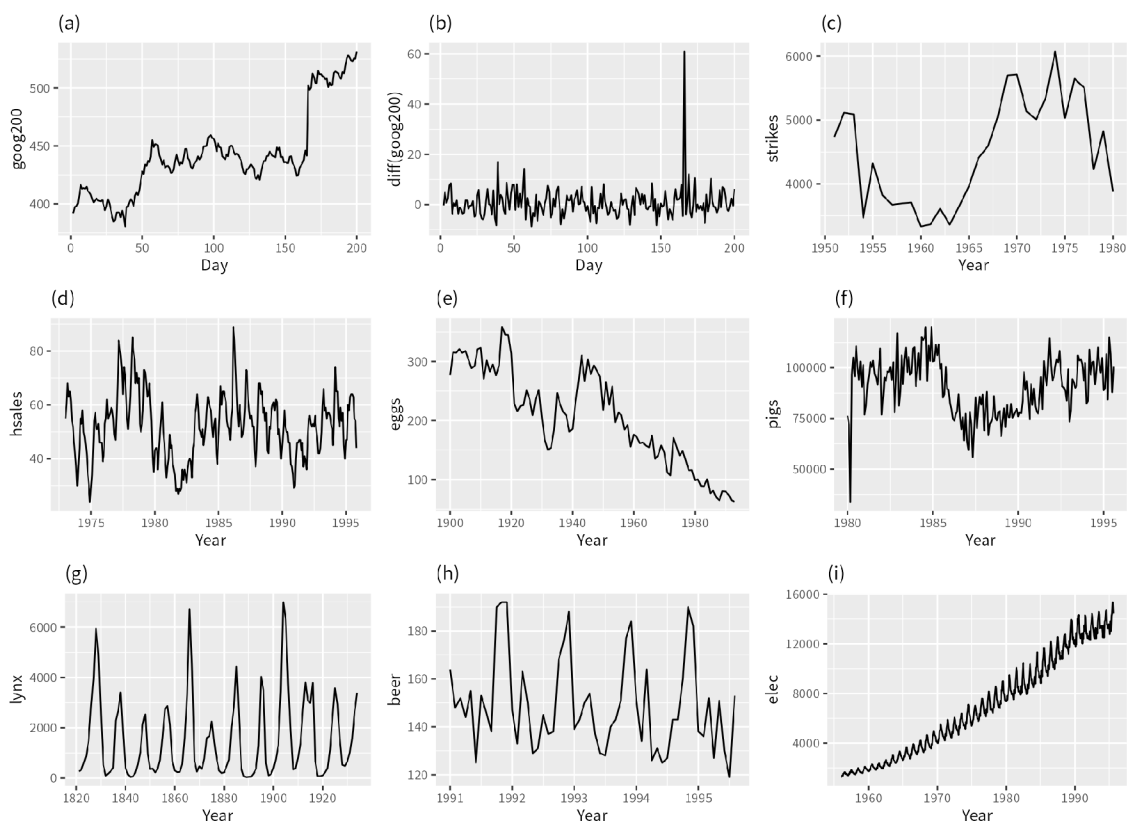 (a)
goog200
500
450
400
0 50 100 150 200
Day
(b)
diff(goog200)
60
40
20
0
0 50 100 150 200
Day
(c)
strikes
6000
5000
4000
1950 1955 1960 1965 1970 1975 1980
Year
(d)
hsales
80
60
40
1975 1980 1985 1990 1995
Year
(e)
eggs
300
200
100
1900 1920 1940 1960 1980
Year
(f)
pigs
100000
75000
50000
1980 1985 1990 1995
Year
(g)
lynx
6000
4000
2000
0
1820 1840 1860 1880 1900 1920
Year
(h)
beer
180
160
140
120
1991 1992 1993 1994 1995
Year
(i)
elec
16000
12000
8000
4000
1960 1970 1980 1990
Year